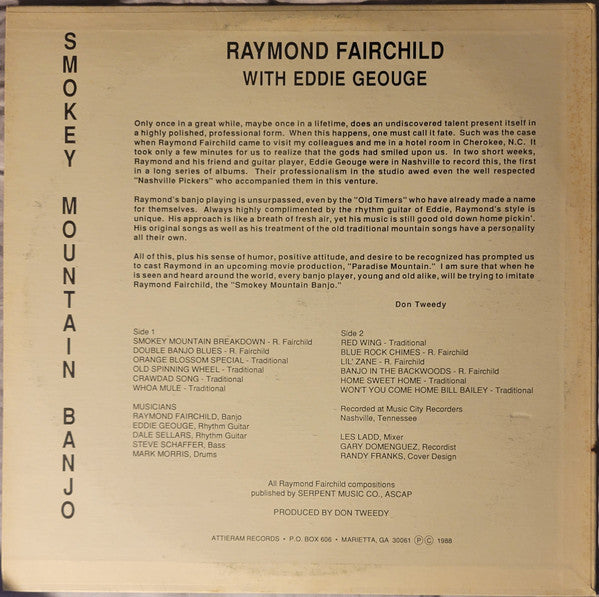 SMOKEY MOUNTAIN BANJO
RAYMOND FAIRCHILD
WITH EDDIE GEOUGE
Only once in a great while, maybe once in a lifetime, does an undiscovered talent present itself in
a highly polished, professional form. When this happens, one must call it fate. Such was the case
when Raymond Fairchild came to visit my colleagues and me in a hotel room in Cherokee, N.C. It
took only a few minutes for us to realize that the gods had smiled upon us. In two short weeks,
Raymond and his friend and guitar player, Eddie Geouge were in Nashville to record this, the first
in a long series of albums. Their professionalism in the studio awed even the well respected
"Nashville Pickers" who accompanied them in this venture.
Raymond's banjo playing is unsurpassed, even by the "Old Timers" who have already made a name
for themselves. Always highly complimented by the rhythm guitar of Eddie, Raymond's style is
unique. His approach is like a breath of fresh air, yet his music is still good old down home pickin'.
His original songs as well as his treatment of the old traditional mountain songs have a personality
all their own.
All of this, plus his sense of humor, positive attitude, and desire to be recognized has prompted us
to cast Raymond in an upcoming movie production, "Paradise Mountain." I am sure that when he
is seen and heard around the world, every banjo player, young and old alike, will be trying to imitate
Raymond Fairchild, the "Smokey Mountain Banjo."
Don Tweedy
Side 1
SMOKEY MOUNTAIN BREAKDOWN - R. Fairchild
DOUBLE BANJO BLUES - R. Fairchild
ORANGE BLOSSOM SPECIAL - Traditional
OLD SPINNING WHEEL - Traditional
CRAWDAD SONG - Traditional
WHOA MULE - Traditional
MUSICIANS
RAYMOND FAIRCHILD, Banjo
EDDIE GEOUGE, Rhythm Guitar
DALE SELLARS, Rhythm Guitar
STEVE SCHAFFER, Bass
MARK MORRIS, Drums
Side 2
RED WING - Traditional
BLUE ROCK CHIMES - R. Fairchild
LIL' ZANE - R. Fairchild
BANJO IN THE BACKWOODS - R. Fairchild
HOME SWEET HOME - Traditional
WON'T YOU COME HOME BILL BAILEY - Traditional
Recorded at Music City Recorders
Nashville, Tennessee
LES LADD, Mixer
GARY DOMENGUEZ, Recordist
RANDY FRANKS, Cover Design
All Raymond Fairchild compositions
published by SERPENT MUSIC CO., ASCAP
PRODUCED BY DON TWEEDY
ATTIERAM RECORDS • P.O. BOX 606 • MARIETTA, GA 30061 Ⓟ Ⓒ 1988